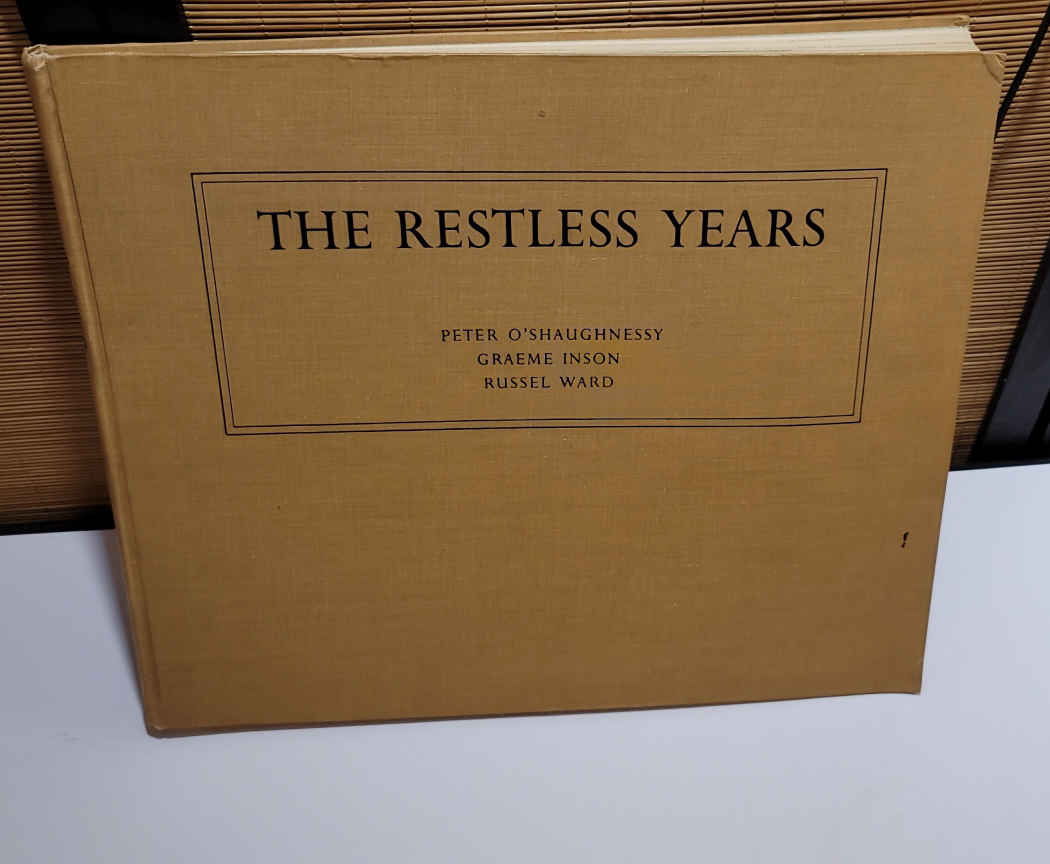 THE RESTLESS YEARS
PETER O'SHAUGHNESSY
GRAEME INSON
RUSSEL WARD